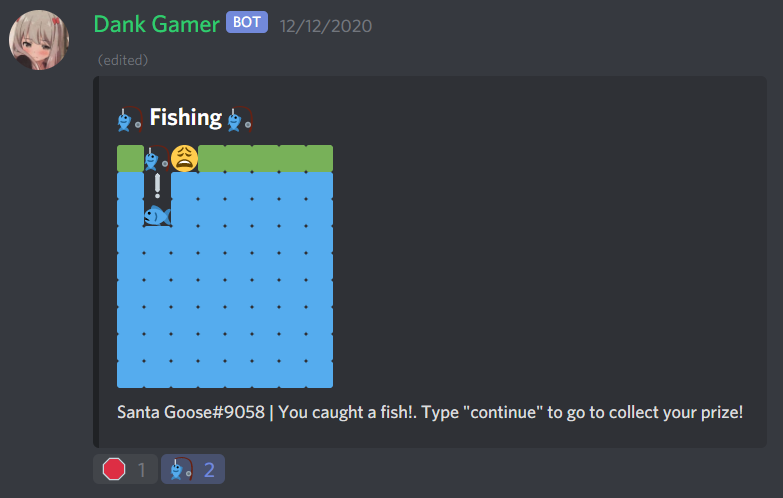 Dank Gamer BOT 12/12/2020
(edited)
Fishing
!
Santa Goose#9058 | You caught a fish!. Type "continue" to go to collect your prize!
1 2